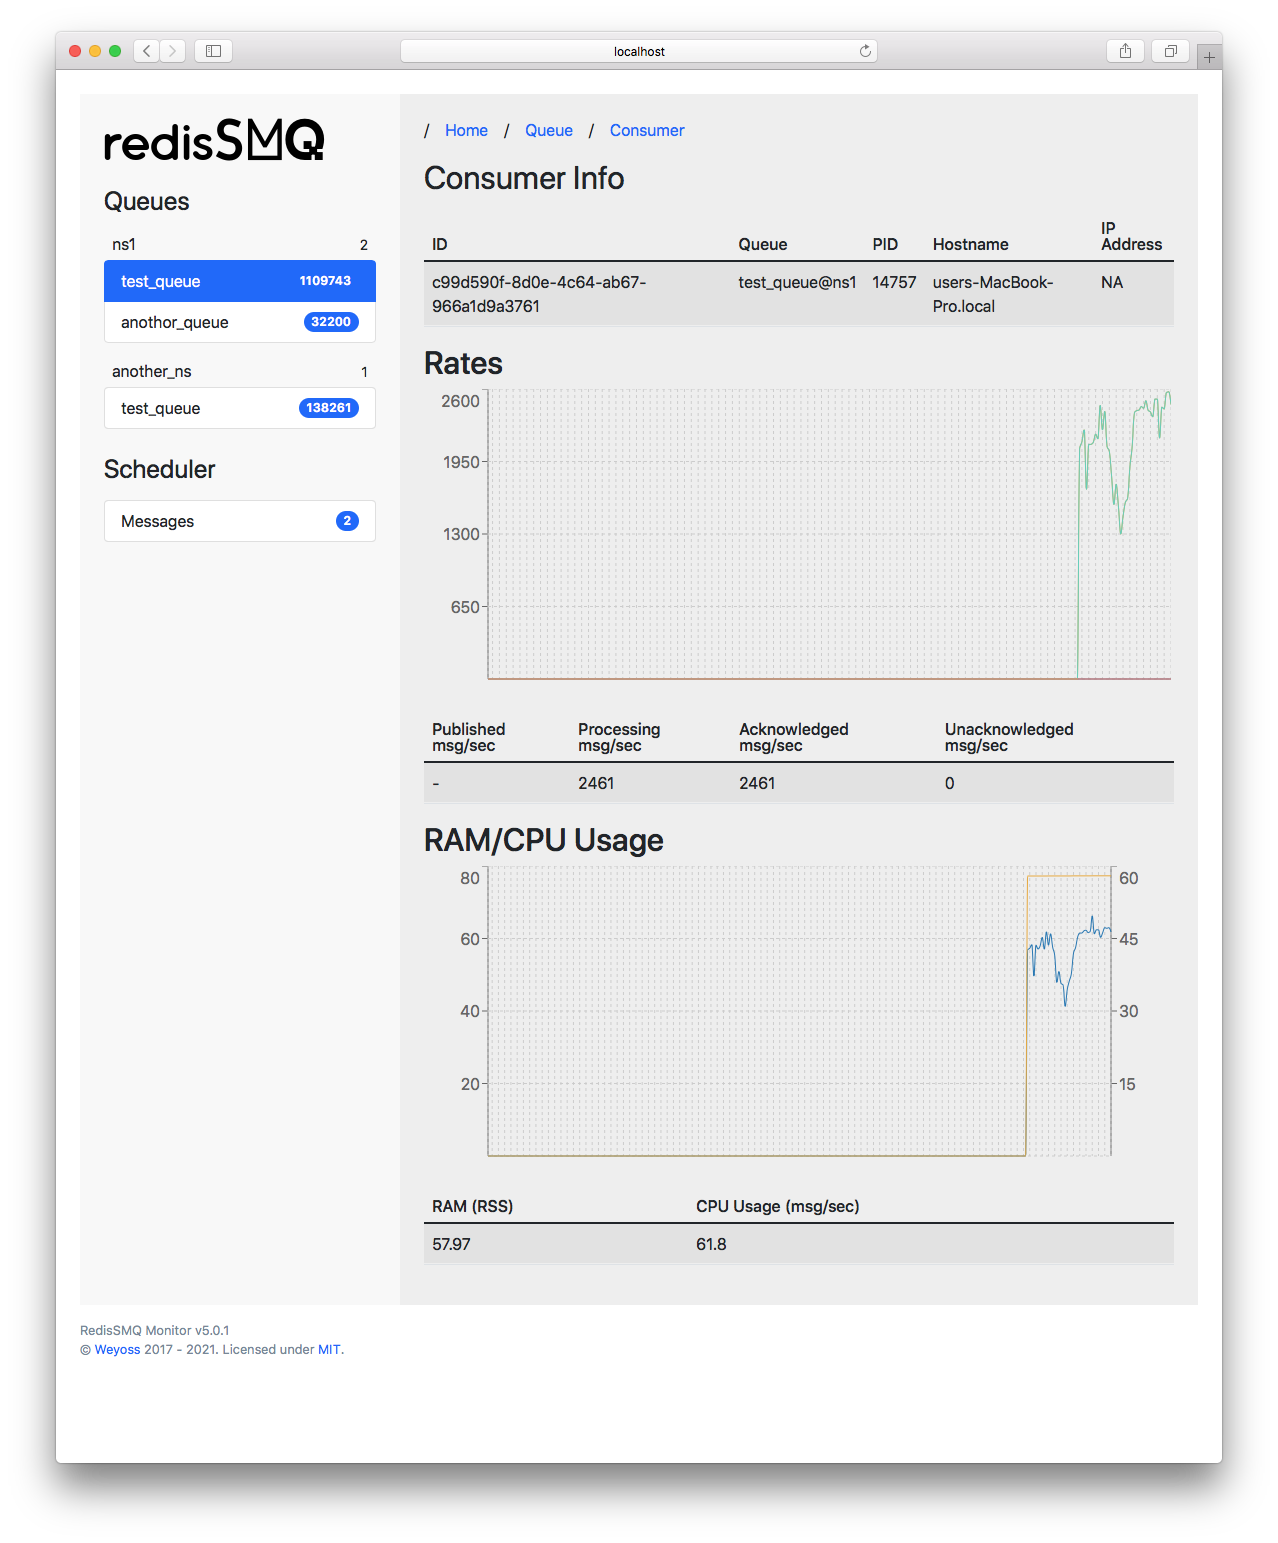 localhost
redisSMQ
Queues
ns1 2
test_queue 1109743
anothor_queue 32200
another_ns 1
test_queue 138261
Scheduler
Messages 2
/ Home / Queue / Consumer
Consumer Info
ID Queue PID Hostname IP Address
c99d590f-8d0e-4c64-ab67- test_queue@ns1 14757 users-MacBook- NA
966a1d9a3761 Pro.local
Rates
2600
1950
1300
650
Published Processing Acknowledged Unacknowledged
msg/sec msg/sec msg/sec msg/sec
- 2461 2461 0
RAM/CPU Usage
80 60
60 45
40 30
20 15
RAM (RSS) CPU Usage (msg/sec)
57.97 61.8
RedisSMQ Monitor v5.0.1
© Weyoss 2017 - 2021. Licensed under MIT.